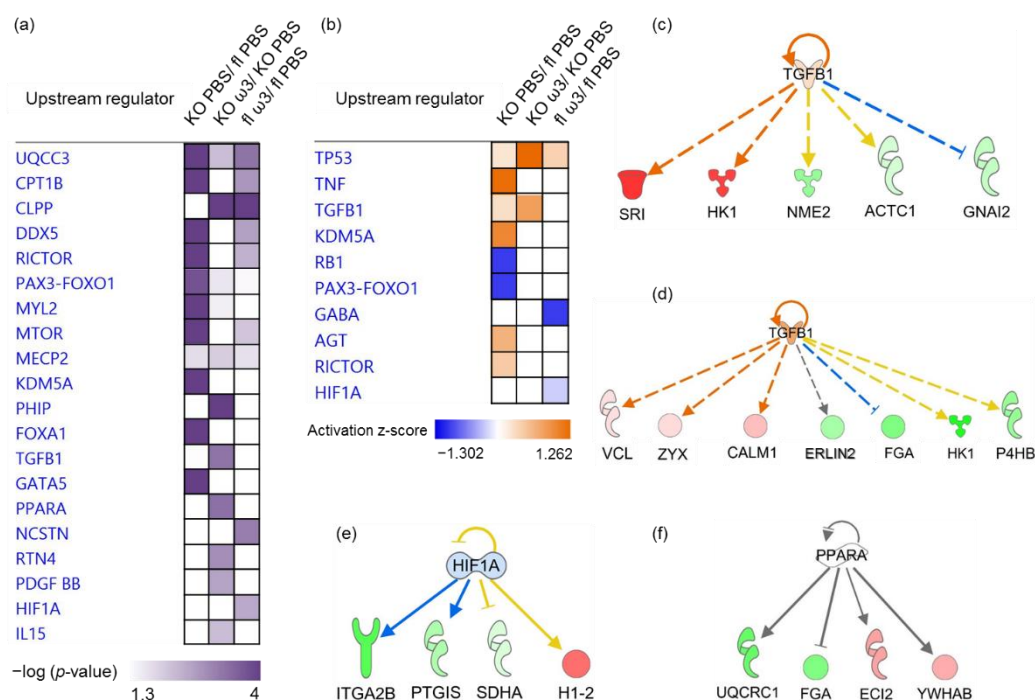 (a)
Upstream regulator
KO PBS/ fl PBS
KO ω3/ KO PBS
fl ω3/ fl PBS
UQCC3
CPT1B
CLPP
DDX5
RICTOR
PAX3-FOXO1
MYL2
MTOR
MECP2
KDM5A
PHIP
FOXA1
TGFB1
GATA5
PPARA
NCSTN
RTN4
PDGF BB
HIF1A
IL15
−log (p-value)
1.3 4
(b)
Upstream regulator
KO PBS/ fl PBS
KO ω3/ KO PBS
fl ω3/ fl PBS
TP53
TNF
TGFB1
KDM5A
RB1
PAX3-FOXO1
GABA
AGT
RICTOR
HIF1A
Activation z-score
−1.302 1.262
(c)
TGFB1
SRI HK1 NME2 ACTC1 GNAI2
(d)
TGFB1
VCL ZYX CALM1 ERLIN2 FGA HK1 P4HB
(e)
HIF1A
ITGA2B PTGIS SDHA H1-2
(f)
PPARA
UQCRC1 FGA ECI2 YWHAB